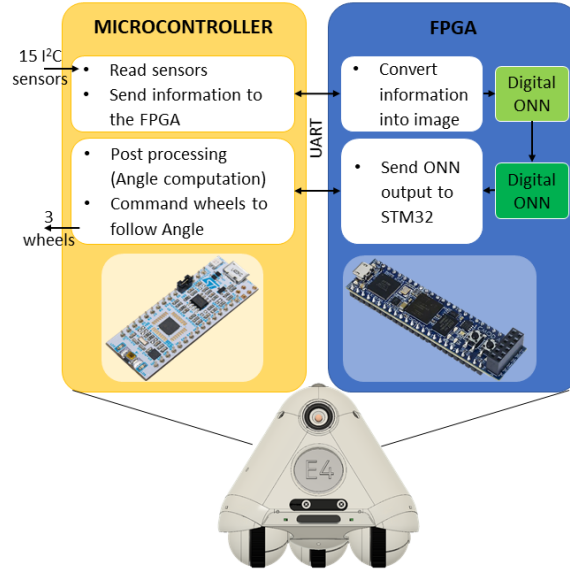 MICROCONTROLLER
FPGA
15 I²C
sensors
• Read sensors
• Send information to
the FPGA
• Convert
information
into image
Digital
ONN
UART
• Post processing
(Angle computation)
• Command wheels to
follow Angle
• Send ONN
output to
STM32
Digital
ONN
3
wheels
E4